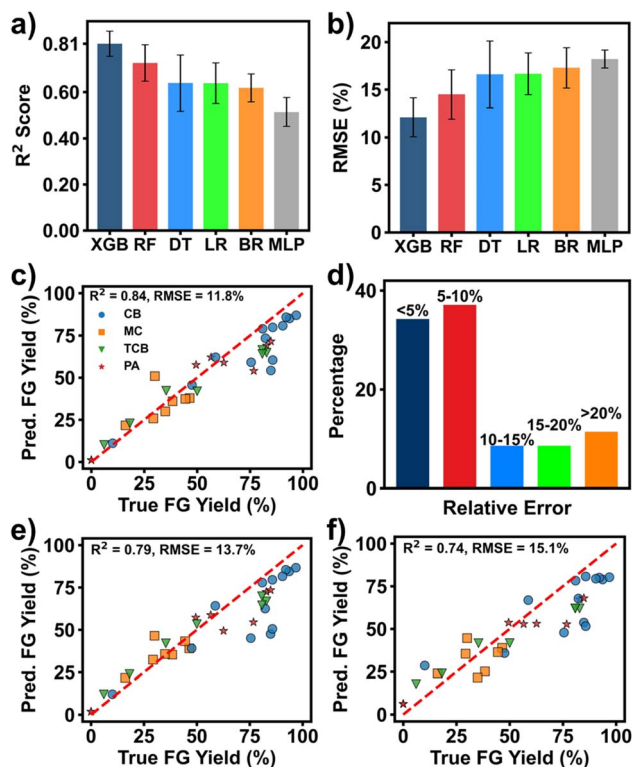 a)
R² Score
0.81
0.60
0.40
0.20
0.00
XGB RF DT LR BR MLP
b)
RMSE (%)
20
15
10
5
0
XGB RF DT LR BR MLP
c)
Pred. FG Yield (%)
100
75
50
25
0
R² = 0.84, RMSE = 11.8%
CB
MC
TCB
PA
0 25 50 75 100
True FG Yield (%)
d)
Percentage
40
20
0
<5%
5-10%
10-15%
15-20%
>20%
Relative Error
e)
Pred. FG Yield (%)
100
75
50
25
0
R² = 0.79, RMSE = 13.7%
0 25 50 75 100
True FG Yield (%)
f)
Pred. FG Yield (%)
100
75
50
25
0
R² = 0.74, RMSE = 15.1%
0 25 50 75 100
True FG Yield (%)